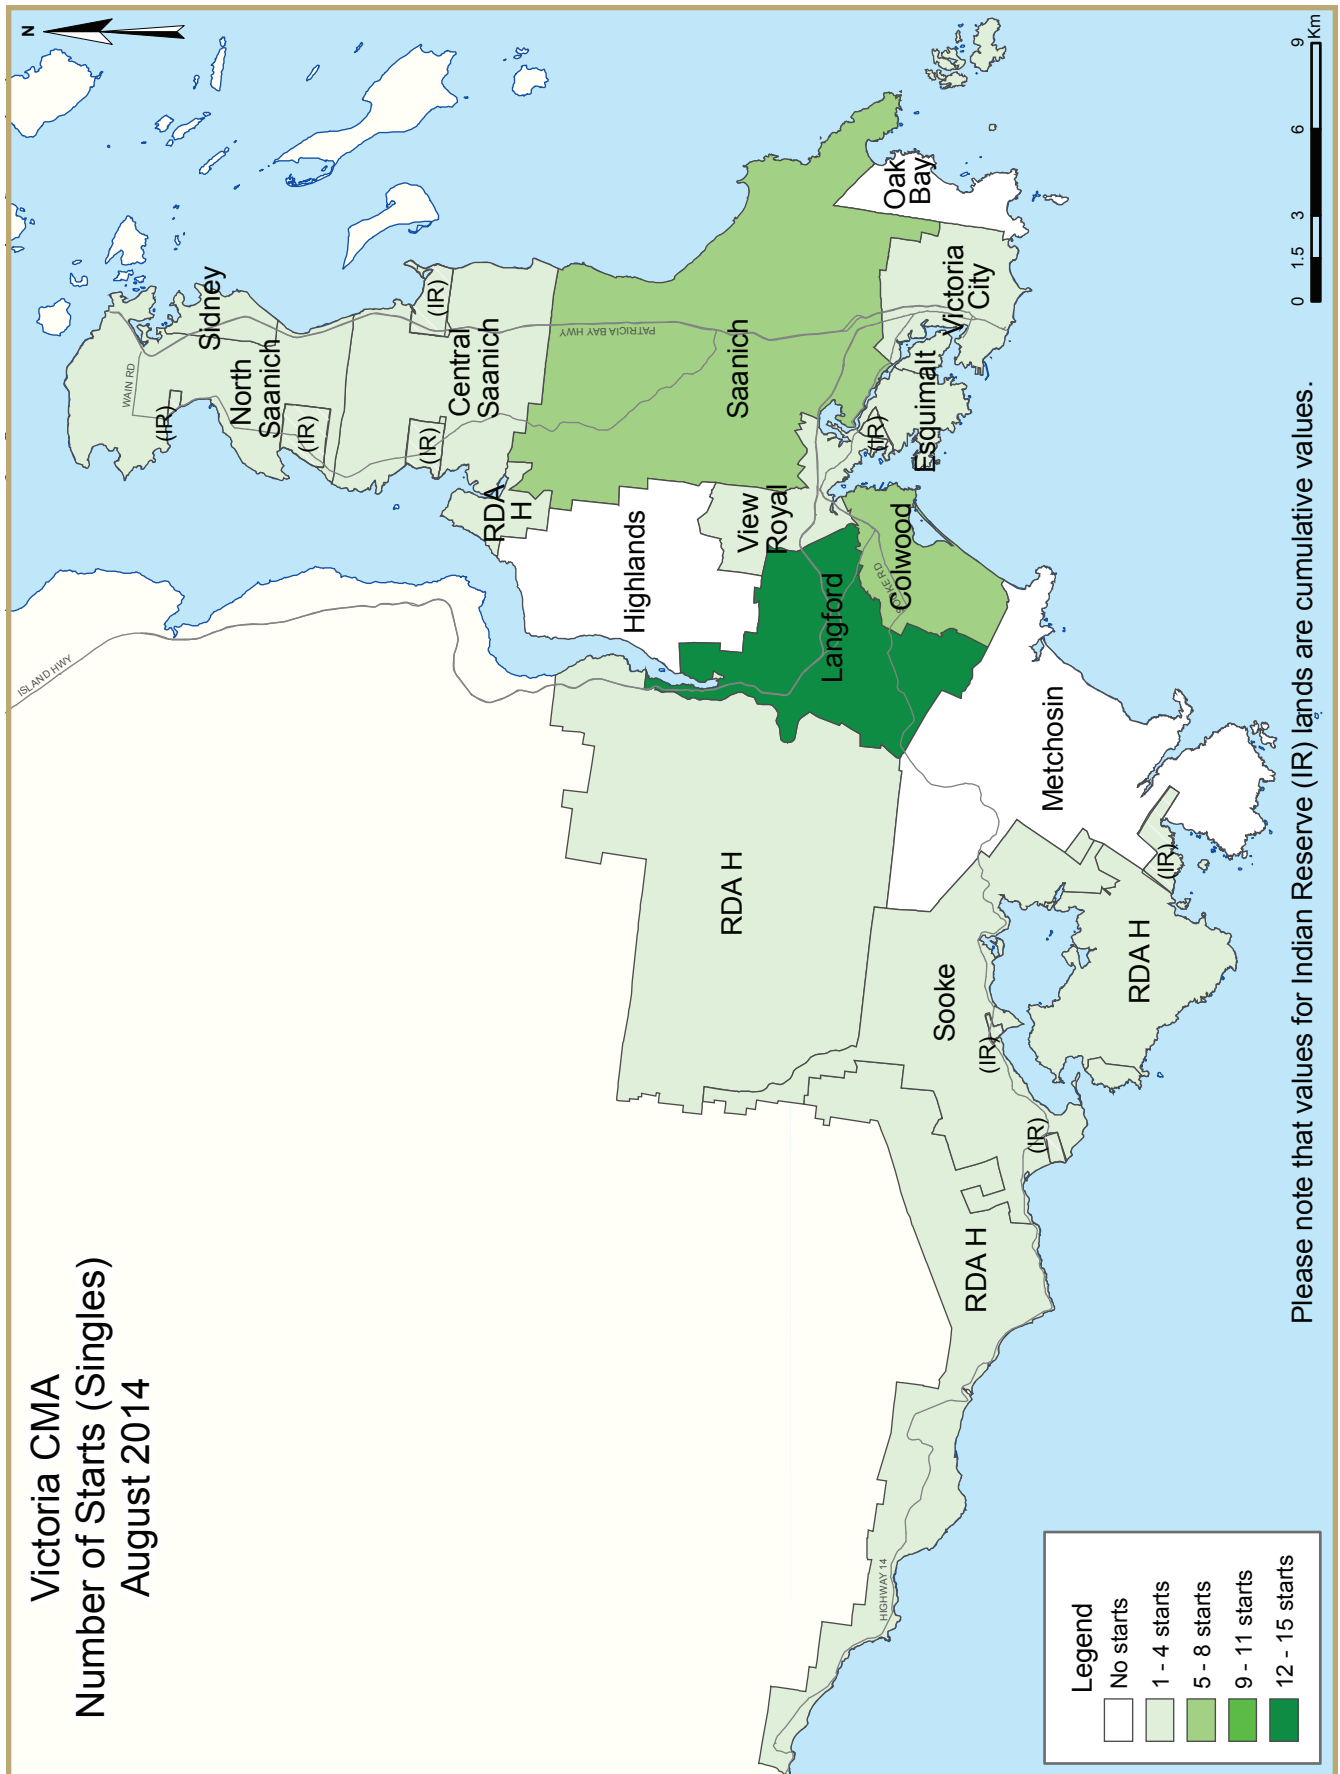 Victoria CMA
Number of Starts (Singles)
August 2014
N
ISLAND HWY
WAIN RD
Sidney
North
Saanich
(IR)
(IR)
(IR)
(IR)
Central
Saanich
RDA
H
PATRICIA BAY HWY
Saanich
Highlands
View
Royal
Oak
Bay
Victoria
City
Esquimalt
(IR)
Langford
Colwood
Metchosin
RDA H
Sooke
(IR)
(IR)
RDA H
(IR)
RDA H
HIGHWAY 14
Legend
No starts
1 - 4 starts
5 - 8 starts
9 - 11 starts
12 - 15 starts
Please note that values for Indian Reserve (IR) lands are cumulative values.
0 1.5 3 6 9
Km